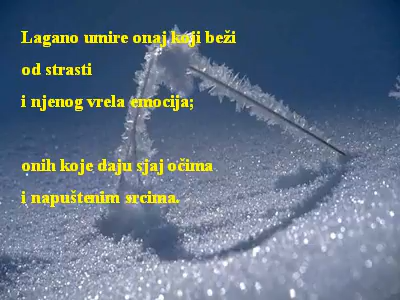 Lagano umire onaj koji beži
od strasti
i njenog vrela emocija;
onih koje daju sjaj očima
i napuštenim srcima.